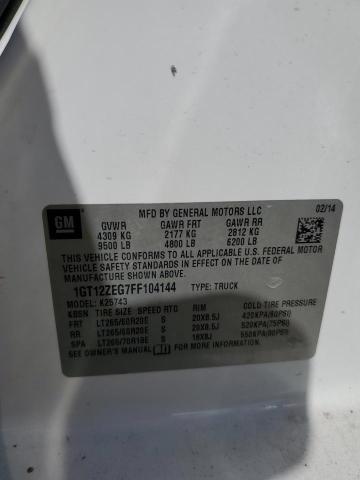 GM
MFD BY GENERAL MOTORS LLC 02/14
GVWR GAWR FRT GAWR RR
4309 KG 2177 KG 2812 KG
9500 LB 4800 LB 6200 LB
THIS VEHICLE CONFORMS TO ALL APPLICABLE U.S. FEDERAL MOTOR
VEHICLE SAFETY STANDARDS IN EFFECT ON THE DATE OF
MANUFACTURE SHOWN ABOVE.
1GT12ZEG7FF104144 TYPE: TRUCK
MODEL: K25743
KBSN TIRE SIZE SPEED RTG RIM COLD TIRE PRESSURE
FRT LT265/60R20E S 20X8.5J 420KPA(60PSI)
RR LT265/60R20E S 20X8.5J 520KPA(75PSI)
SPA LT265/70R18E S 18X8J 550KPA(80PSI)
SEE OWNER'S MANUAL FOR ADDITIONAL INFORMATION.